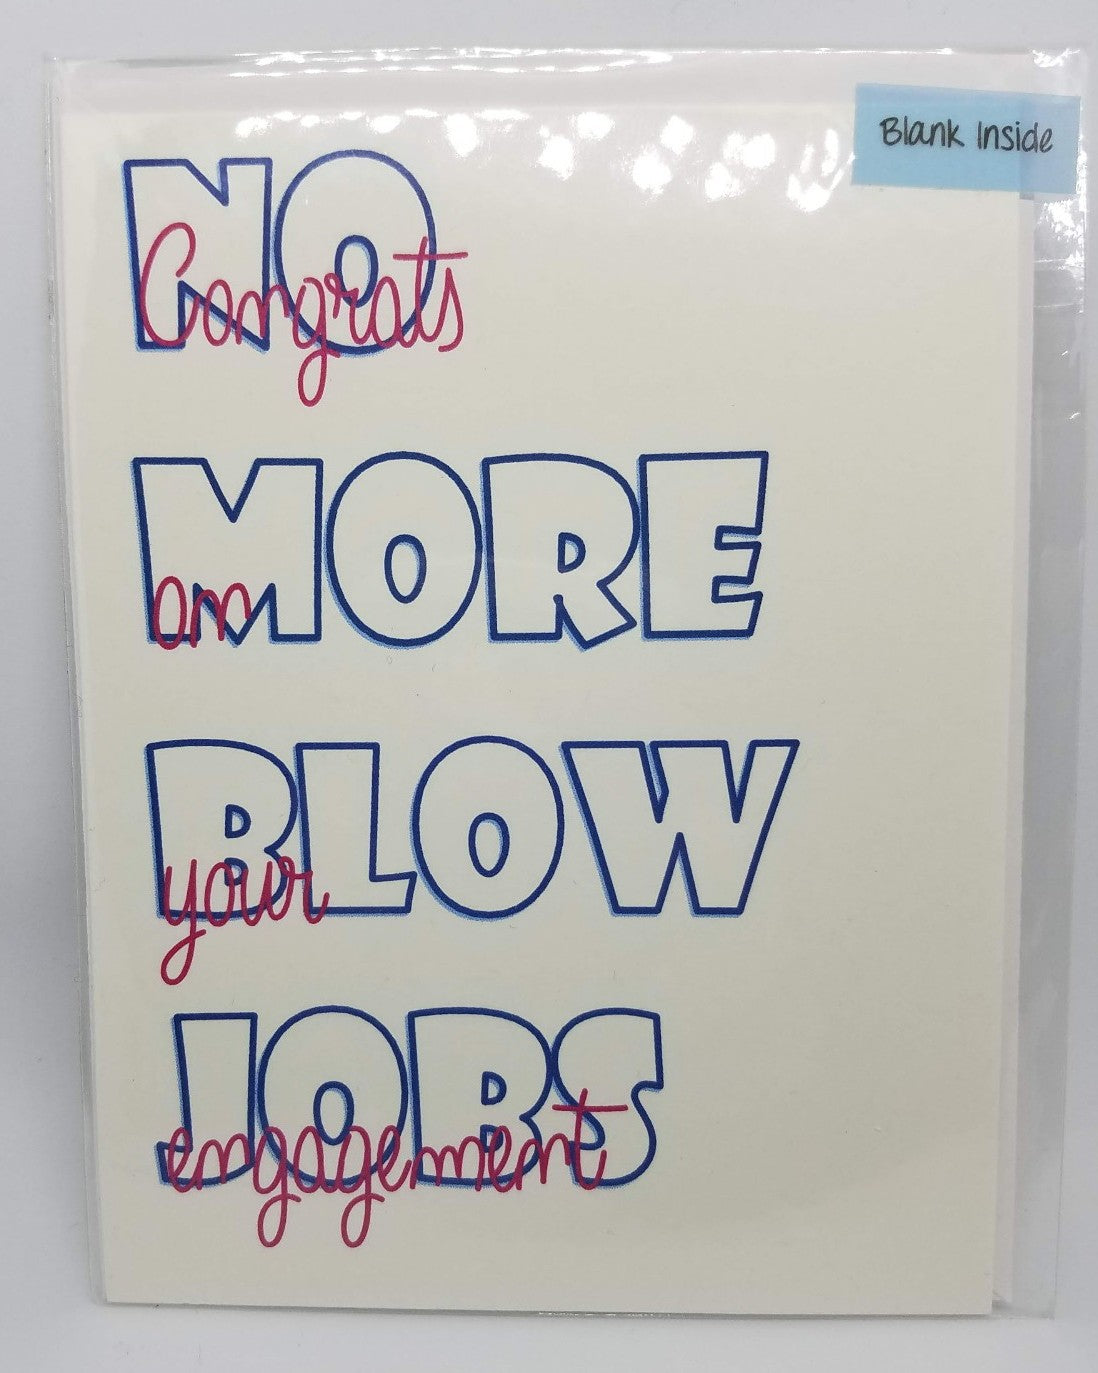 Blank Inside
NO
Congrats
MORE
on
BLOW
your
JOBS
engagement